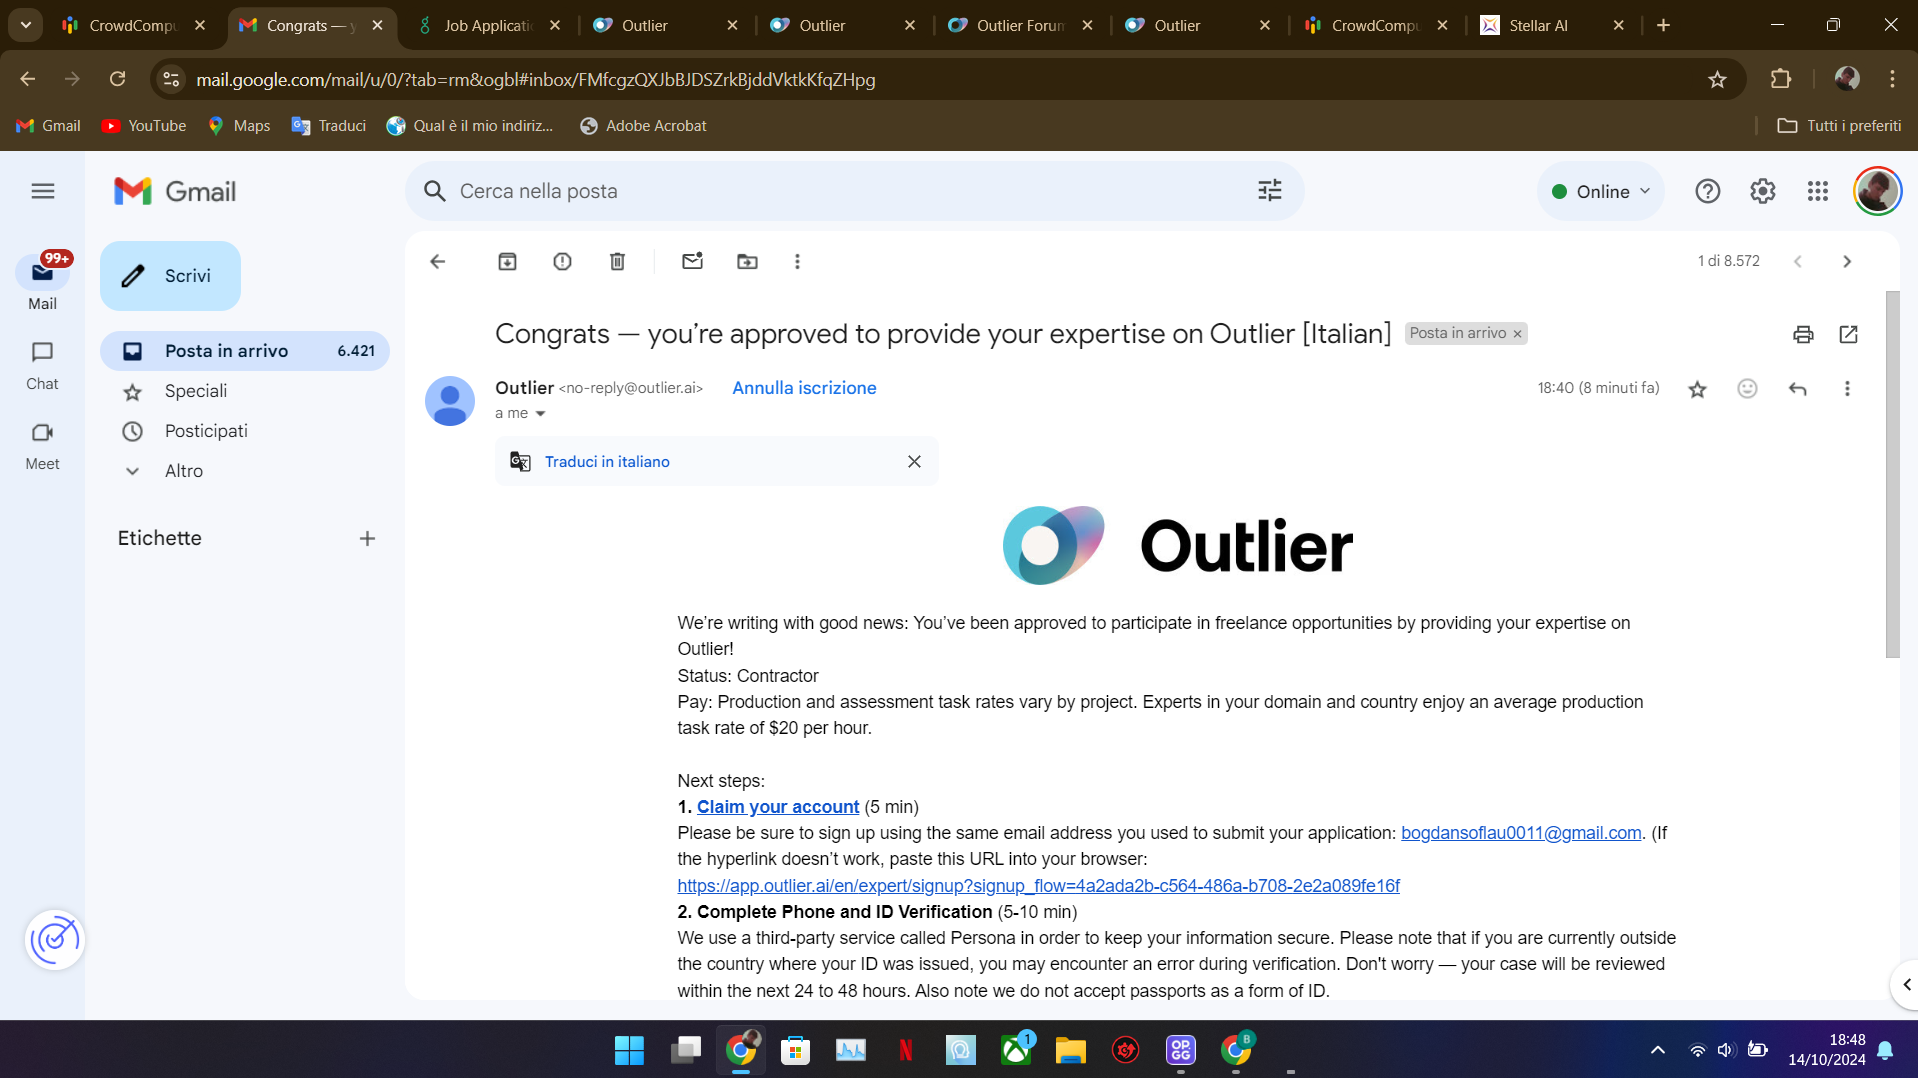 CrowdCompu
Congrats — y
Job Applicatio
Outlier
Outlier
Outlier Forum
Outlier
CrowdCompu
Stellar AI
mail.google.com/mail/u/0/?tab=rm&ogbl#inbox/FMfcgzQXJbBJDSZrkBjddVktkKfqZHpg
Gmail
YouTube
Maps
Traduci
Qual è il mio indiriz...
Adobe Acrobat
Tutti i preferiti
Gmail
Cerca nella posta
Online
99+
Mail
Chat
Meet
Scrivi
Posta in arrivo 6.421
Speciali
Posticipati
Altro
Etichette
1 di 8.572
Congrats — you’re approved to provide your expertise on Outlier [Italian]
Posta in arrivo
Outlier <no-reply@outlier.ai> Annulla iscrizione
18:40 (8 minuti fa)
a me
Traduci in italiano
Outlier
We’re writing with good news: You’ve been approved to participate in freelance opportunities by providing your expertise on
Outlier!
Status: Contractor
Pay: Production and assessment task rates vary by project. Experts in your domain and country enjoy an average production
task rate of $20 per hour.
Next steps:
1. Claim your account (5 min)
Please be sure to sign up using the same email address you used to submit your application: bogdansoflau0011@gmail.com. (If
the hyperlink doesn’t work, paste this URL into your browser:
https://app.outlier.ai/en/expert/signup?signup_flow=4a2ada2b-c564-486a-b708-2e2a089fe16f
2. Complete Phone and ID Verification (5-10 min)
We use a third-party service called Persona in order to keep your information secure. Please note that if you are currently outside
the country where your ID was issued, you may encounter an error during verification. Don't worry — your case will be reviewed
within the next 24 to 48 hours. Also note we do not accept passports as a form of ID.
1
OP.
GG
B
18:48
14/10/2024